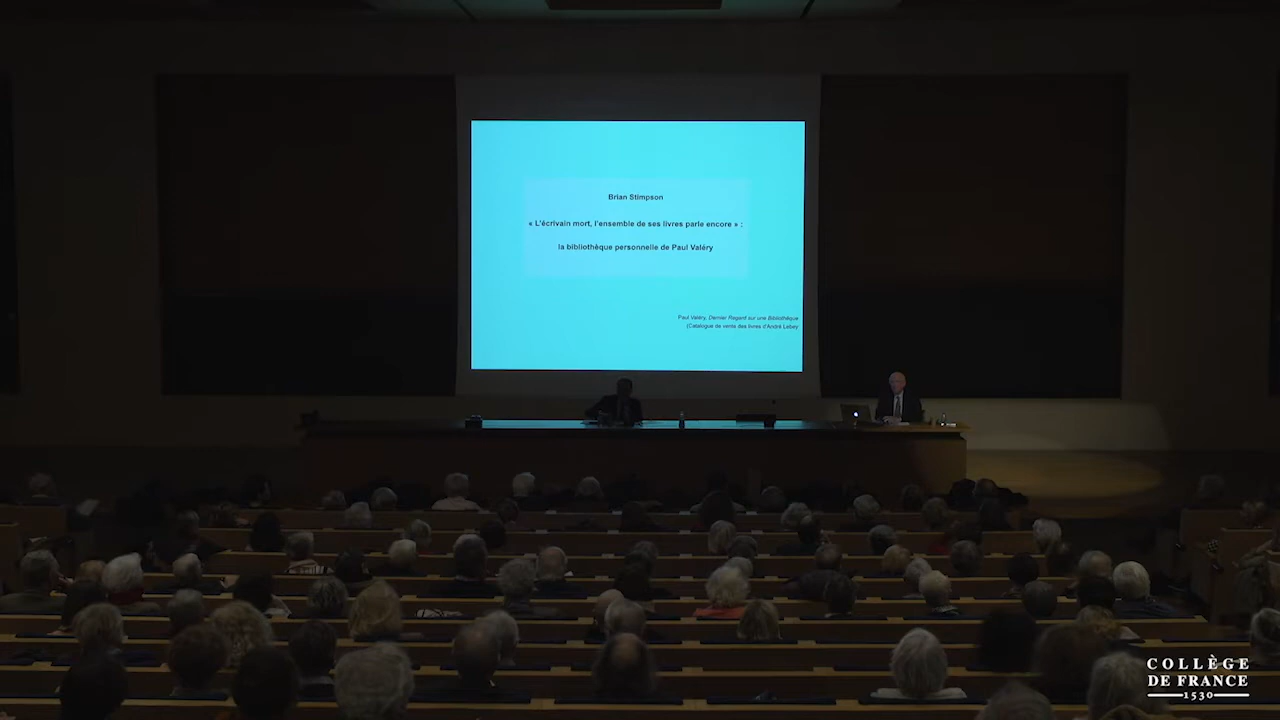 Brian Stimpson
« L'écrivain mort, l'ensemble de ses livres parle encore » :
la bibliothèque personnelle de Paul Valéry
Paul Valéry, Dernier Regard sur une Bibliothèque
(Catalogue de vente des livres d'André Lebey
COLLÈGE
DE FRANCE
1530